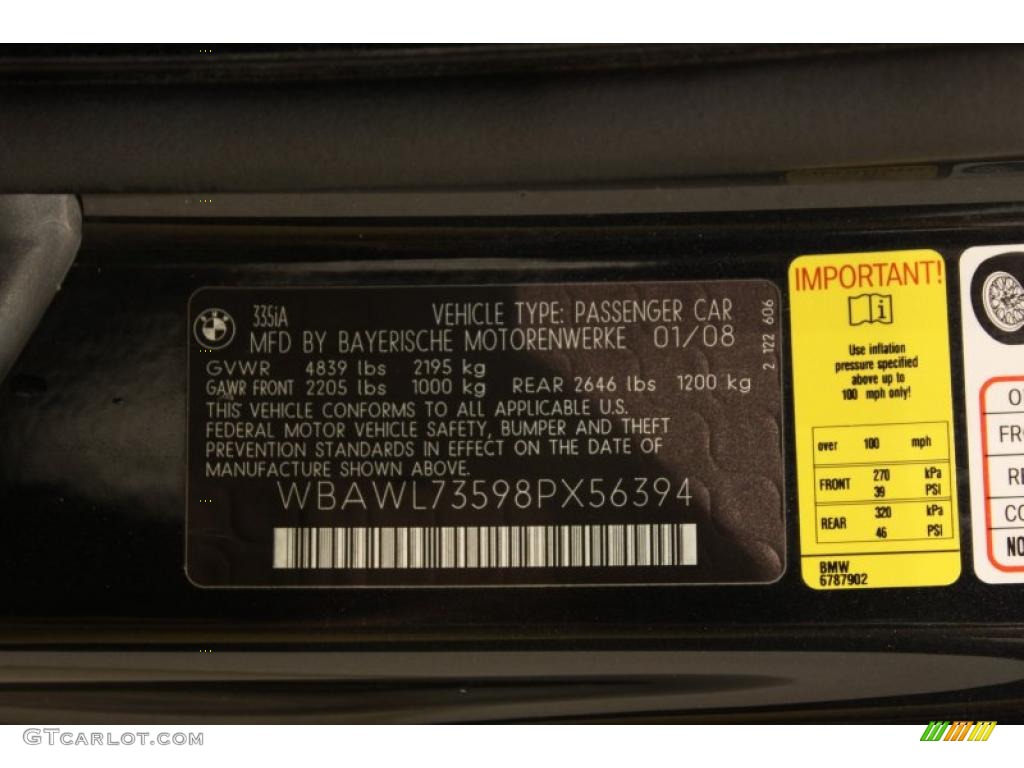 335iA VEHICLE TYPE: PASSENGER CAR
MFD BY BAYERISCHE MOTORENWERKE 01/08
GVWR 4839 lbs 2195 kg
GAWR FRONT 2205 lbs 1000 kg REAR 2646 lbs 1200 kg
THIS VEHICLE CONFORMS TO ALL APPLICABLE U.S.
FEDERAL MOTOR VEHICLE SAFETY, BUMPER AND THEFT
PREVENTION STANDARDS IN EFFECT ON THE DATE OF
MANUFACTURE SHOWN ABOVE.
WBAWL73598PX56394
2 122 606
IMPORTANT!
Use inflation
pressure specified
above up to
100 mph only!
over 100 mph
FRONT 270 kPa
39 PSI
REAR 320 kPa
46 PSI
BMW
6787902
NO
GTCARLOT.COM